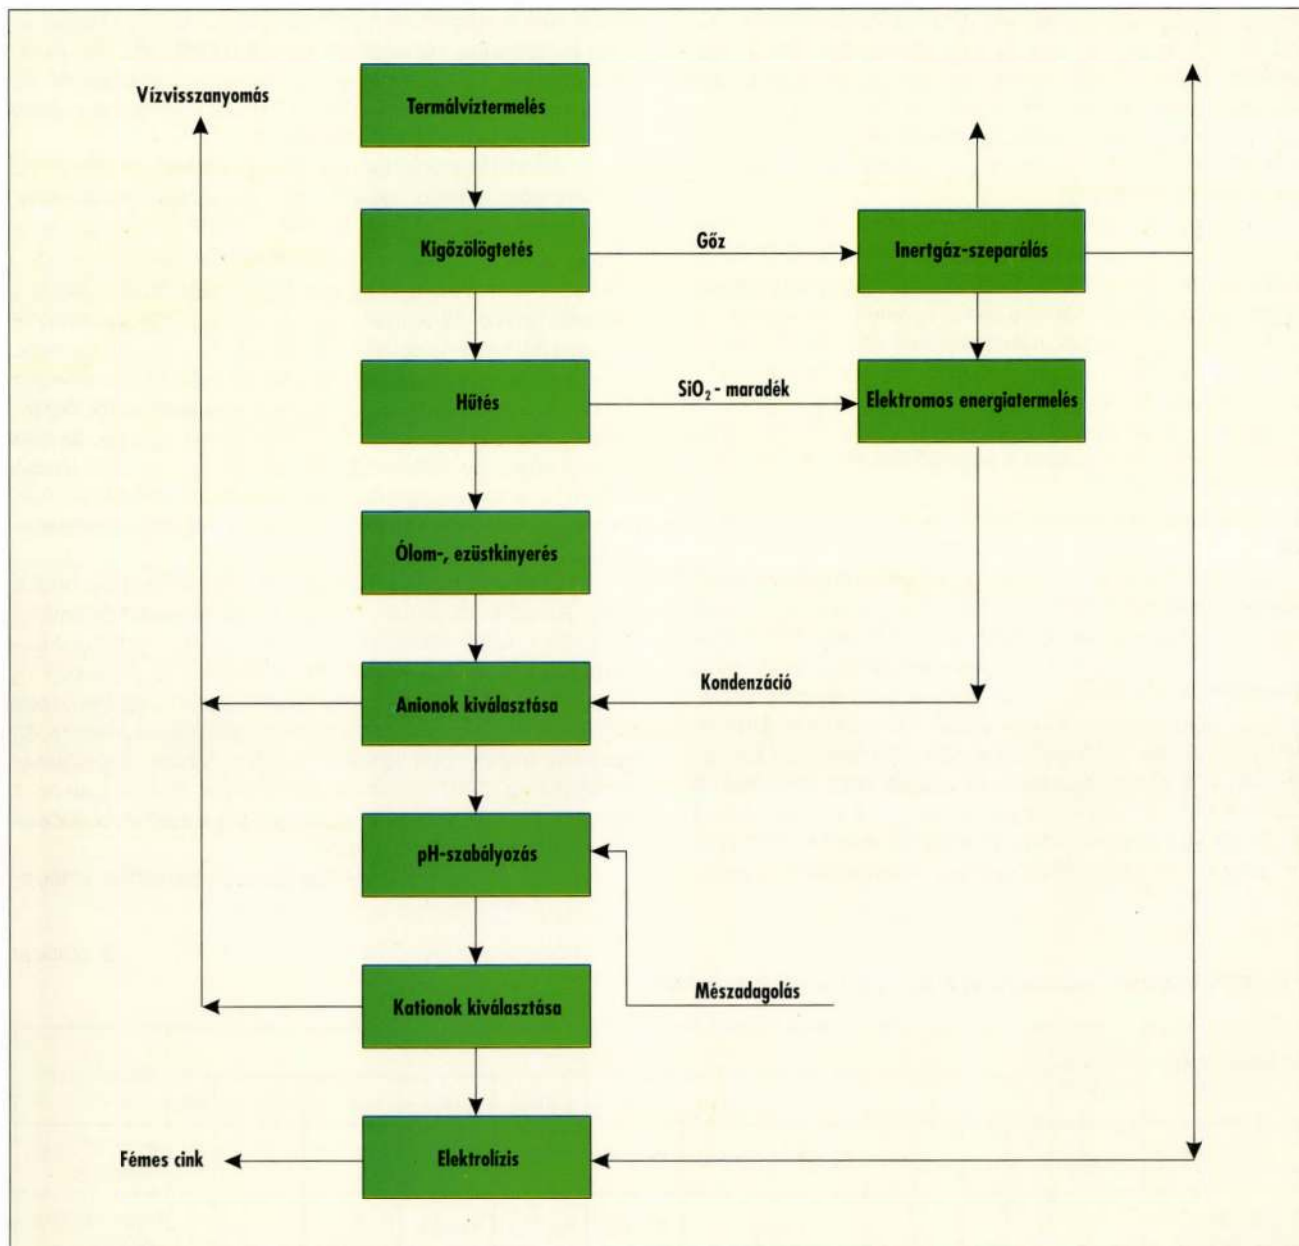 Vízvisszanyomás
Termálvíztermelés
Kigőzölögtetés
Gőz
Inertgáz-szeparálás
Hűtés
SiO₂ - maradék
Elektromos energiatermelés
Ólom-, ezüstkinyerés
Anionok kiválasztása
Kondenzáció
pH-szabályozás
Kationok kiválasztása
Mészadagolás
Fémes cink
Elektrolízis